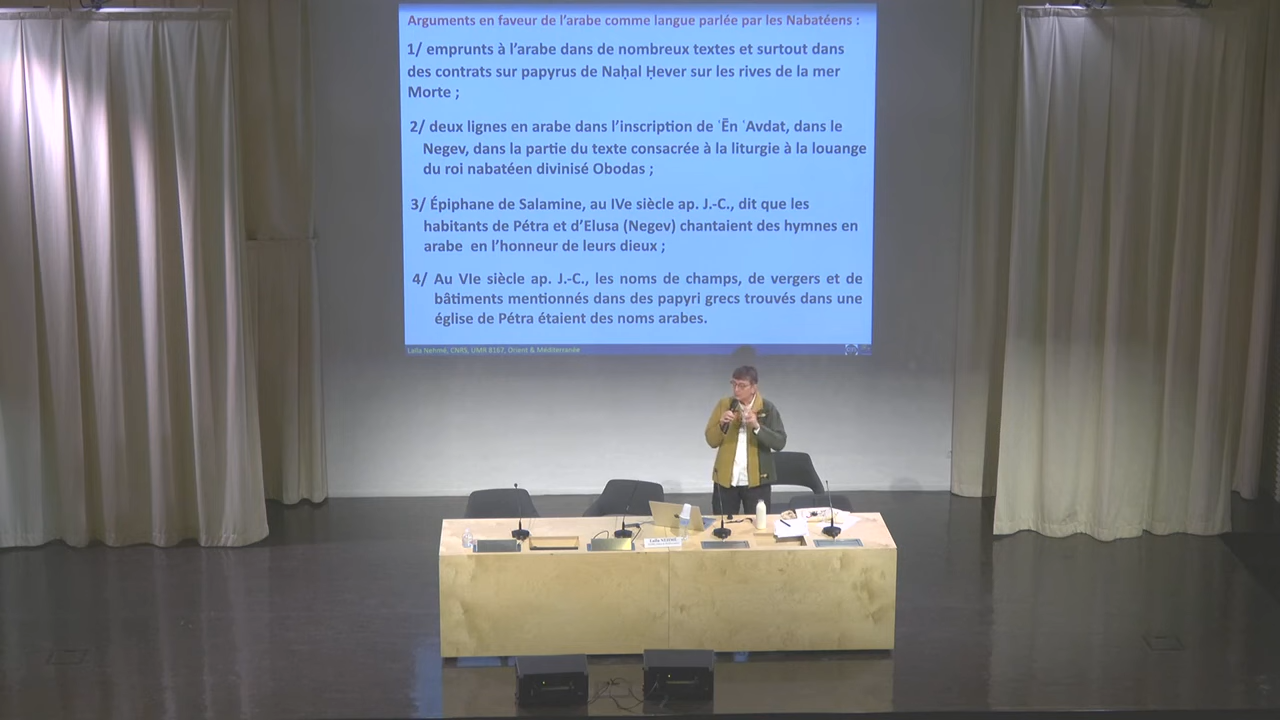 Arguments en faveur de l'arabe comme langue parlée par les Nabatéens :
1/ emprunts à l'arabe dans de nombreux textes et surtout dans
des contrats sur papyrus de Naḥal Ḥever sur les rives de la mer
Morte ;
2/ deux lignes en arabe dans l'inscription de ʿĒn ʿAvdat, dans le
Negev, dans la partie du texte consacrée à la liturgie à la louange
du roi nabatéen divinisé Obodas ;
3/ Épiphane de Salamine, au IVe siècle ap. J.-C., dit que les
habitants de Pétra et d'Elusa (Negev) chantaient des hymnes en
arabe en l'honneur de leurs dieux ;
4/ Au VIe siècle ap. J.-C., les noms de champs, de vergers et de
bâtiments mentionnés dans des papyri grecs trouvés dans une
église de Pétra étaient des noms arabes.
Laïla Nehmé, CNRS, UMR 8167, Orient & Méditerranée
Laïla NEHMÉ